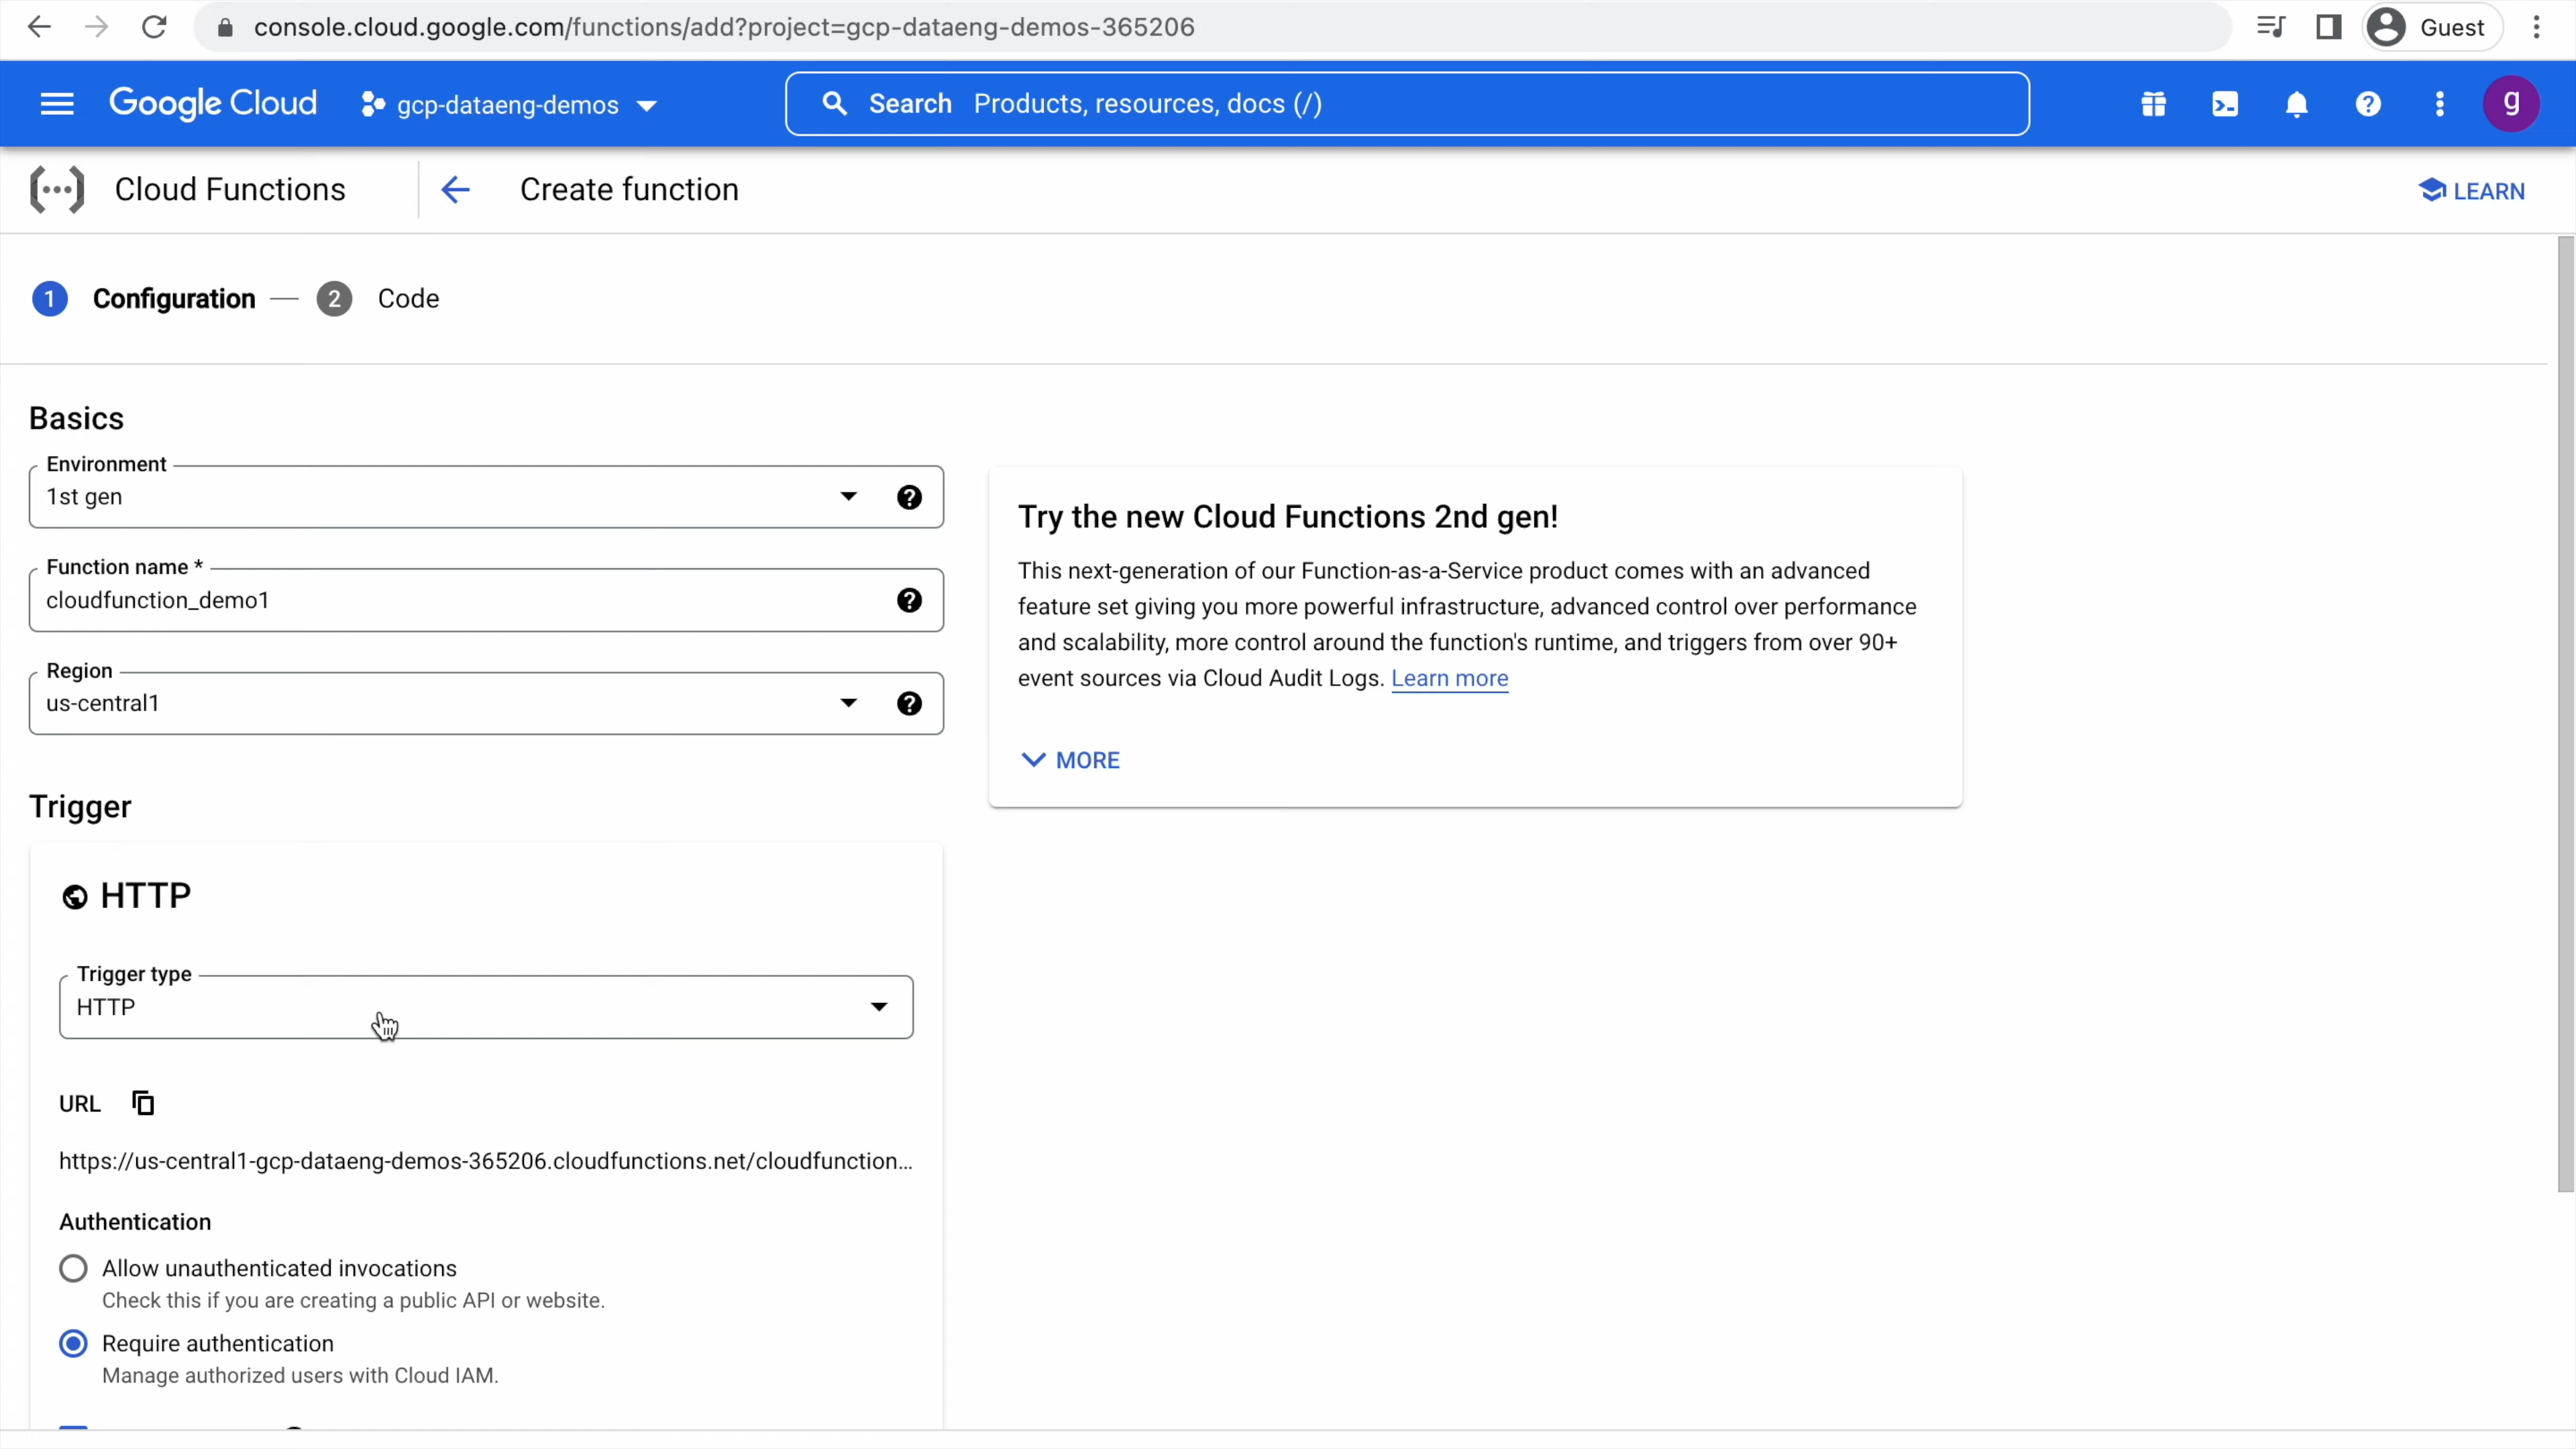 console.cloud.google.com/functions/add?project=gcp-dataeng-demos-365206
Guest
Google Cloud
gcp-dataeng-demos
Search Products, resources, docs (/)
g
Cloud Functions
Create function
LEARN
1 Configuration — 2 Code
Basics
Environment
1st gen
Function name *
cloudfunction_demo1
Region
us-central1
Try the new Cloud Functions 2nd gen!
This next-generation of our Function-as-a-Service product comes with an advanced
feature set giving you more powerful infrastructure, advanced control over performance
and scalability, more control around the function's runtime, and triggers from over 90+
event sources via Cloud Audit Logs. Learn more
MORE
Trigger
HTTP
Trigger type
HTTP
URL
https://us-central1-gcp-dataeng-demos-365206.cloudfunctions.net/cloudfunction...
Authentication
Allow unauthenticated invocations
Check this if you are creating a public API or website.
Require authentication
Manage authorized users with Cloud IAM.